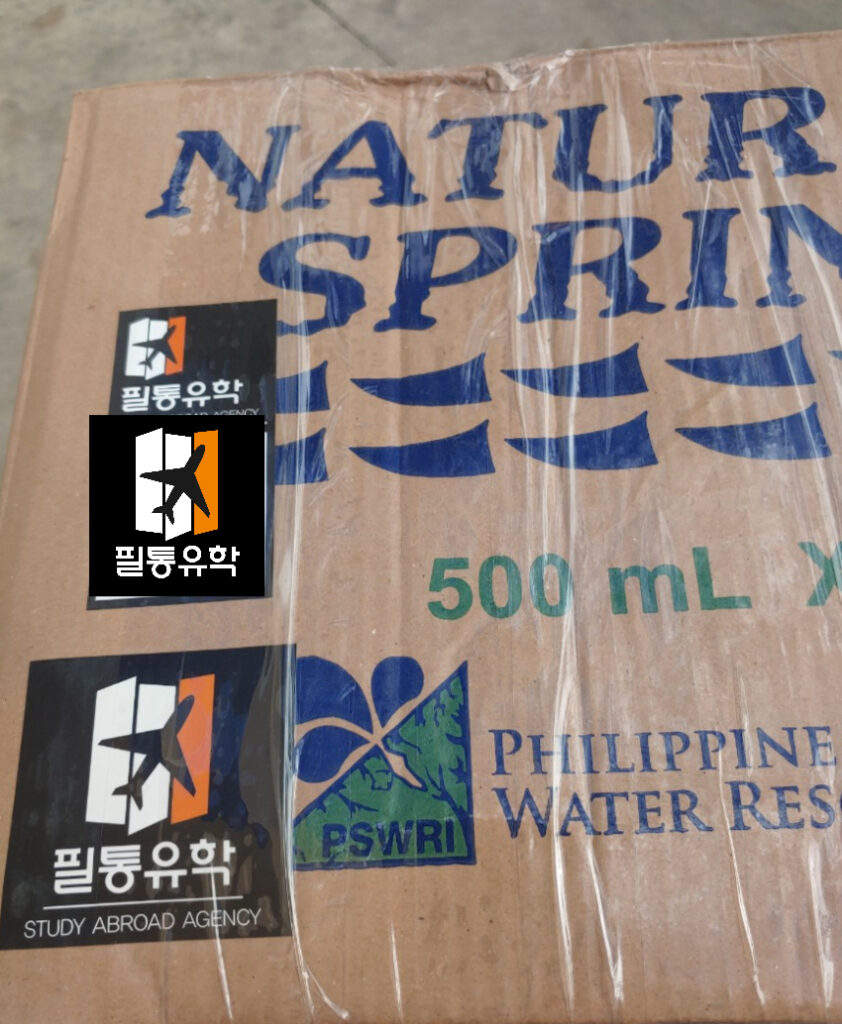 NATUR
SPRIN
필통유학
AGENCY
필통유학
500 mL X
PHILIPPINE
WATER RES
PSWRI
필통유학
STUDY ABROAD AGENCY